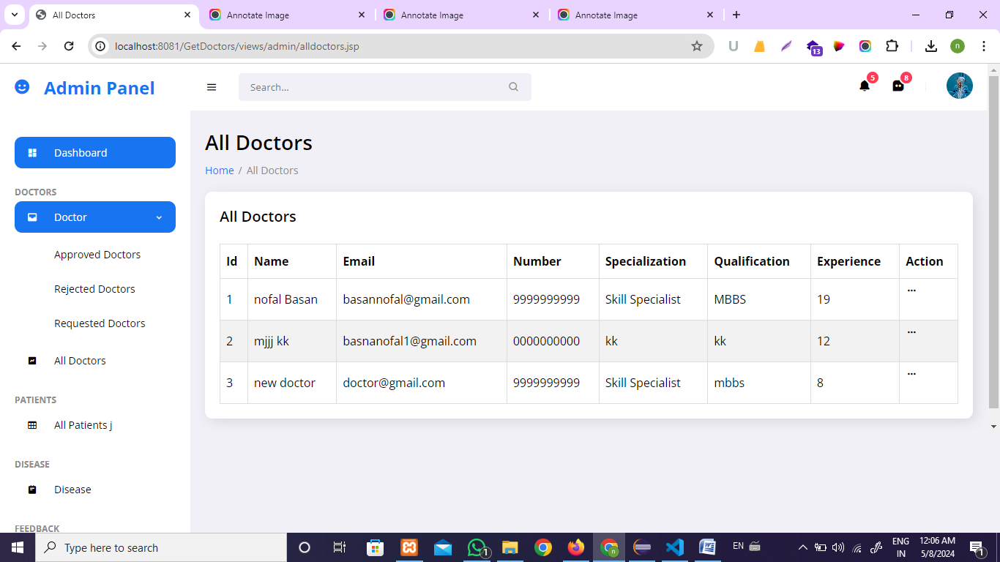 All Doctors
Annotate Image
Annotate Image
Annotate Image
localhost:8081/GetDoctors/views/admin/alldoctors.jsp
U
13
n
Admin Panel
Search...
5
8
Dashboard
DOCTORS
Doctor
Approved Doctors
Rejected Doctors
Requested Doctors
All Doctors
PATIENTS
All Patients j
DISEASE
Disease
FEEDBACK
All Doctors
Home / All Doctors
All Doctors
Id Name Email Number Specialization Qualification Experience Action
1 nofal Basan basannofal@gmail.com 9999999999 Skill Specialist MBBS 19 ...
2 mjjj kk basnanofal1@gmail.com 0000000000 kk kk 12 ...
3 new doctor doctor@gmail.com 9999999999 Skill Specialist mbbs 8 ...
Type here to search
1
n
EN
ENG
IN
12:06 AM
5/8/2024
1